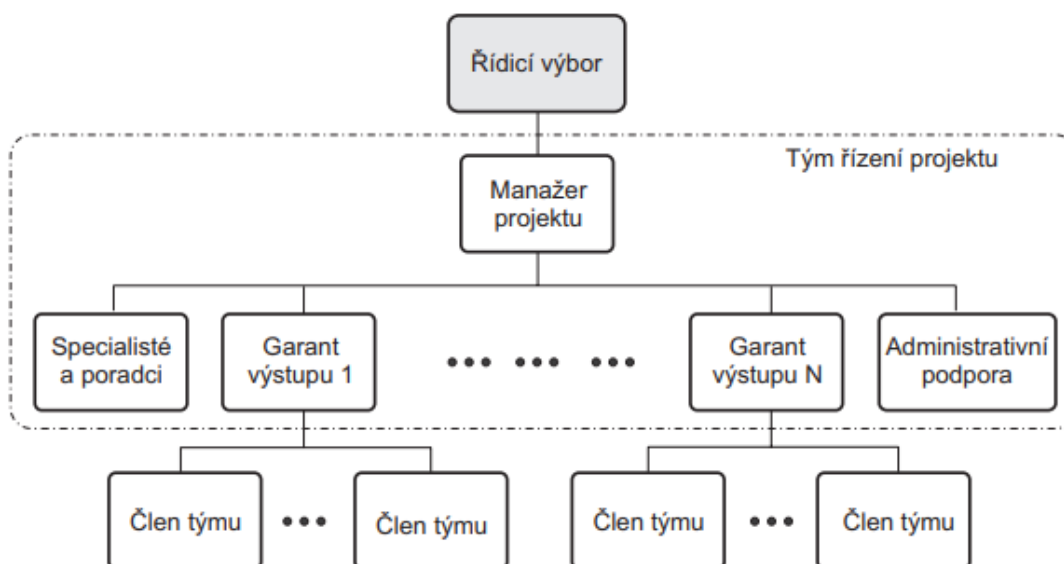 Řídicí výbor
Tým řízení projektu
Manažer
projektu
Specialisté
a poradci
Garant
výstupu 1
••• ••• •••
Garant
výstupu N
Administrativní
podpora
Člen týmu
•••
Člen týmu
Člen týmu
•••
Člen týmu